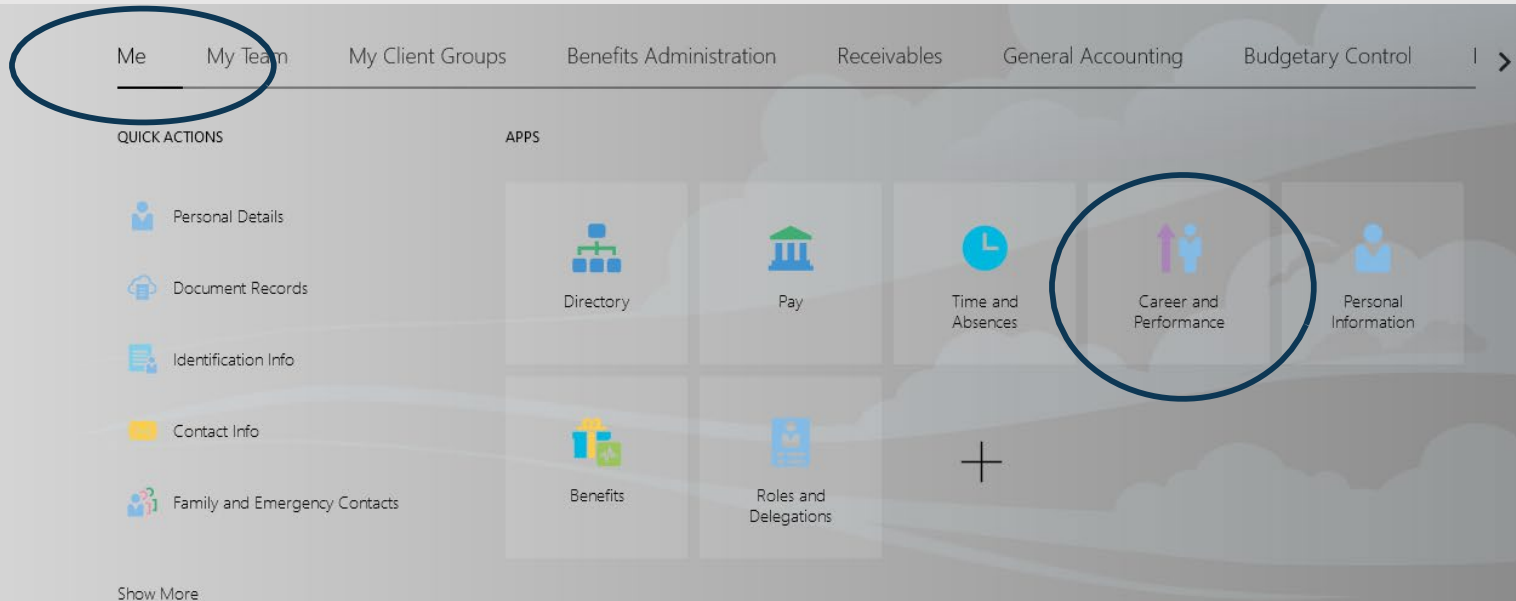 Me My Team My Client Groups Benefits Administration Receivables General Accounting Budgetary Control
QUICK ACTIONS
APPS
Personal Details
Document Records
Identification Info
Contact Info
Family and Emergency Contacts
Show More
Directory
Pay
Time and
Absences
Career and
Performance
Personal
Information
Benefits
Roles and
Delegations